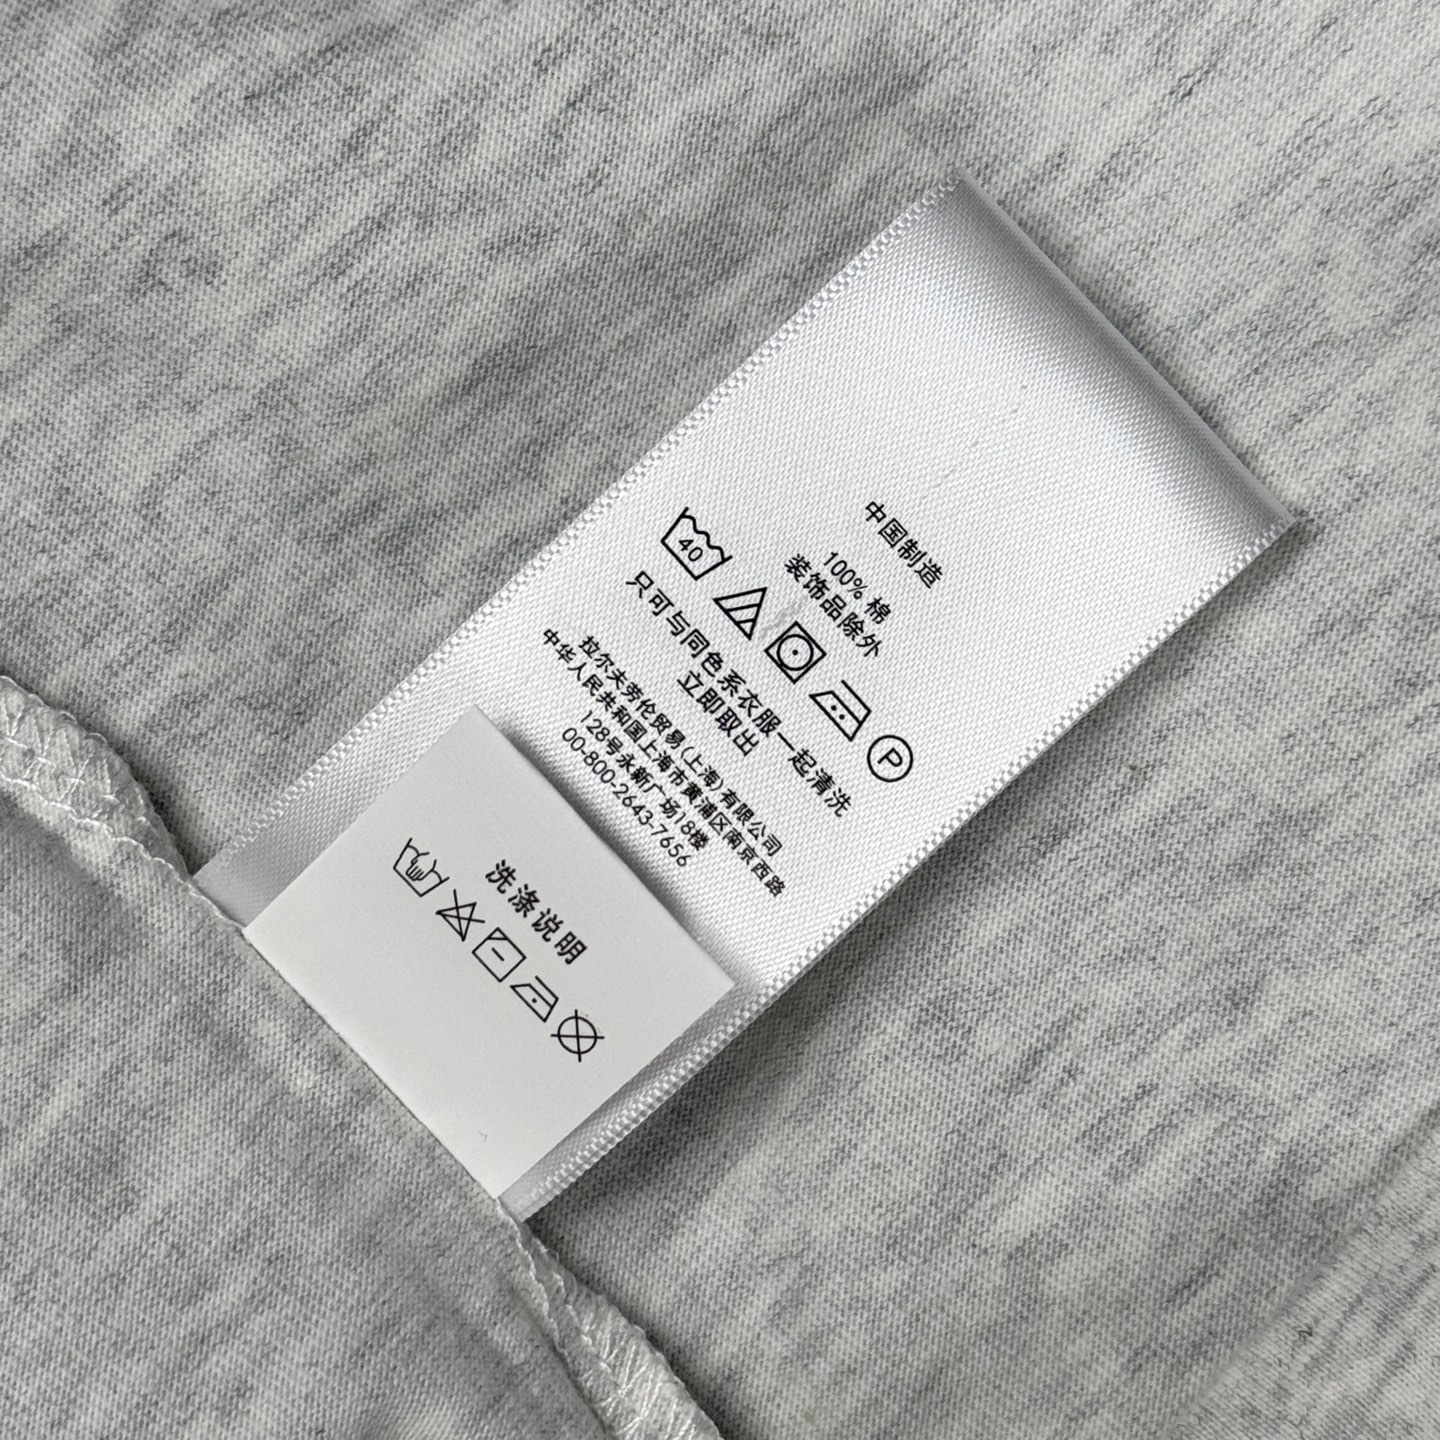 中国制造
100% 棉
装饰品除外
40
P
只可与同色系衣服一起清洗
立即取出
拉尔夫劳伦贸易(上海)有限公司
中华人民共和国上海市黄浦区南京西路
128号永新广场18楼
00-800-2643-7656
洗涤说明